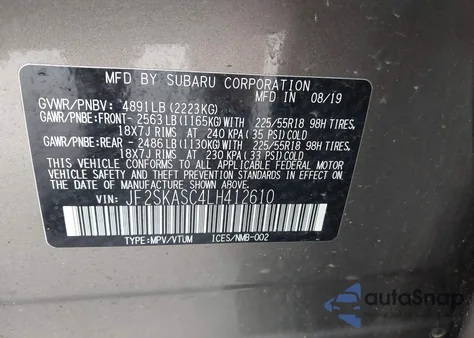 MFD BY SUBARU CORPORATION
GVWR/PNBV: 4891LB(2223KG) MFD IN 08/19
GAWR/PNBE:FRONT- 2563LB(1165KG)WITH 225/55R18 98H TIRES,
18X7J RIMS AT 240 KPA(35 PSI)COLD
GAWR/PNBE:REAR - 2486LB(1130KG)WITH 225/55R18 98H TIRES,
18X7J RIMS AT 230 KPA(33 PSI)COLD
THIS VEHICLE CONFORMS TO ALL APPLICABLE FEDERAL MOTOR
VEHICLE SAFETY, BUMPER, AND THEFT PREVENTION STANDARDS
IN EFFECT ON THE DATE OF MANUFACTURE SHOWN ABOVE.
VIN: JF2SKASC4LH412610
TYPE:MPV/VTUM ICES/NMB-002
autoSnap